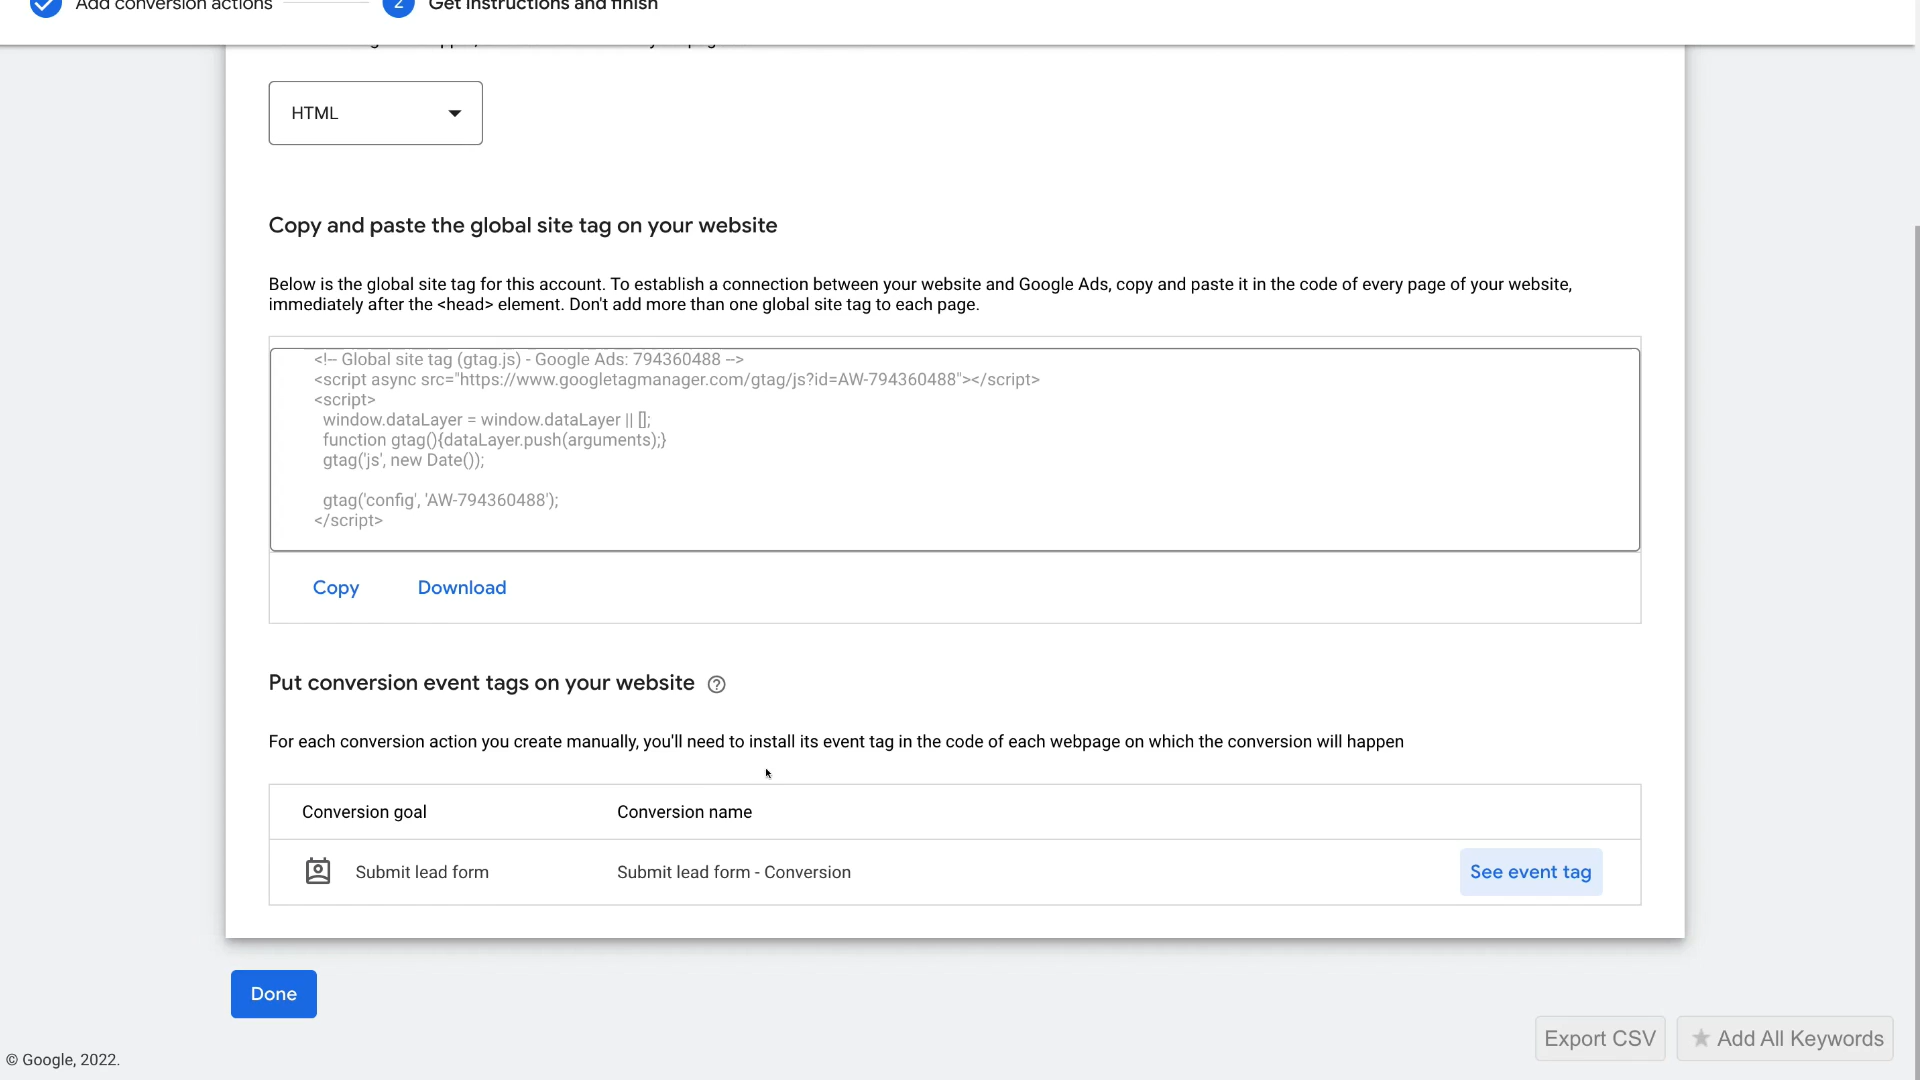 Add conversion actions
2
Get instructions and finish
HTML
Copy and paste the global site tag on your website
Below is the global site tag for this account. To establish a connection between your website and Google Ads, copy and paste it in the code of every page of your website,
immediately after the <head> element. Don't add more than one global site tag to each page.
<!-- Global site tag (gtag.js) - Google Ads: 794360488 -->
<script async src="https://www.googletagmanager.com/gtag/js?id=AW-794360488"></script>
<script>
window.dataLayer = window.dataLayer || [];
function gtag(){dataLayer.push(arguments);}
gtag('js', new Date());
gtag('config', 'AW-794360488');
</script>
Copy Download
Put conversion event tags on your website ?
For each conversion action you create manually, you'll need to install its event tag in the code of each webpage on which the conversion will happen
Conversion goal Conversion name
Submit lead form Submit lead form - Conversion See event tag
Done
Export CSV ★ Add All Keywords
© Google, 2022.